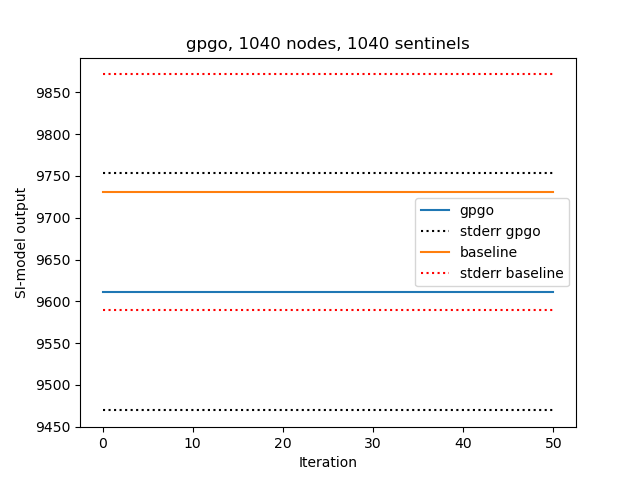 gpgo, 1040 nodes, 1040 sentinels
9850
9800
9750
9700
9650
9600
9550
9500
9450
SI-model output
gpgo
stderr gpgo
baseline
stderr baseline
0 10 20 30 40 50
Iteration